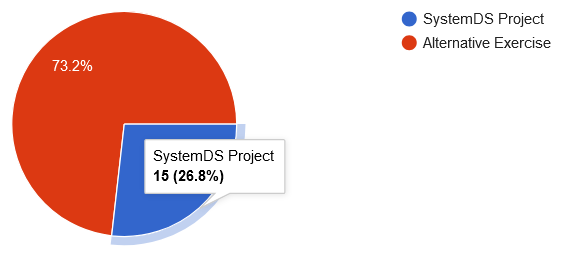 SystemDS Project
Alternative Exercise
73.2%
SystemDS Project
15 (26.8%)